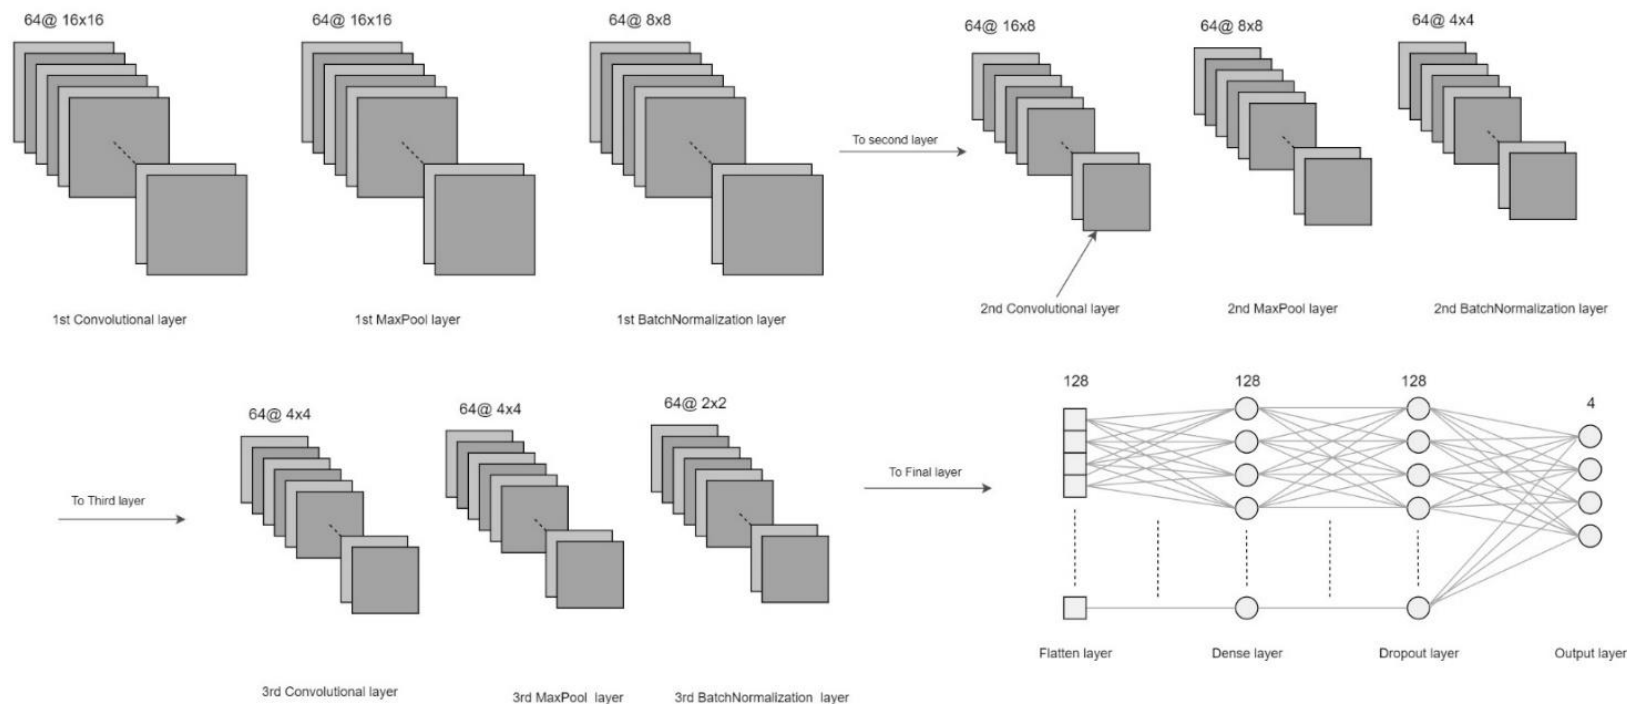 64@ 16x16
64@ 16x16
64@ 8x8
64@ 16x8
64@ 8x8
64@ 4x4
To second layer
1st Convolutional layer
1st MaxPool layer
1st BatchNormalization layer
2nd Convolutional layer
2nd MaxPool layer
2nd BatchNormalization layer
64@ 4x4
64@ 4x4
64@ 2x2
128
128
128
4
To Third layer
To Final layer
3rd Convolutional layer
3rd MaxPool layer
3rd BatchNormalization layer
Flatten layer
Dense layer
Dropout layer
Output layer